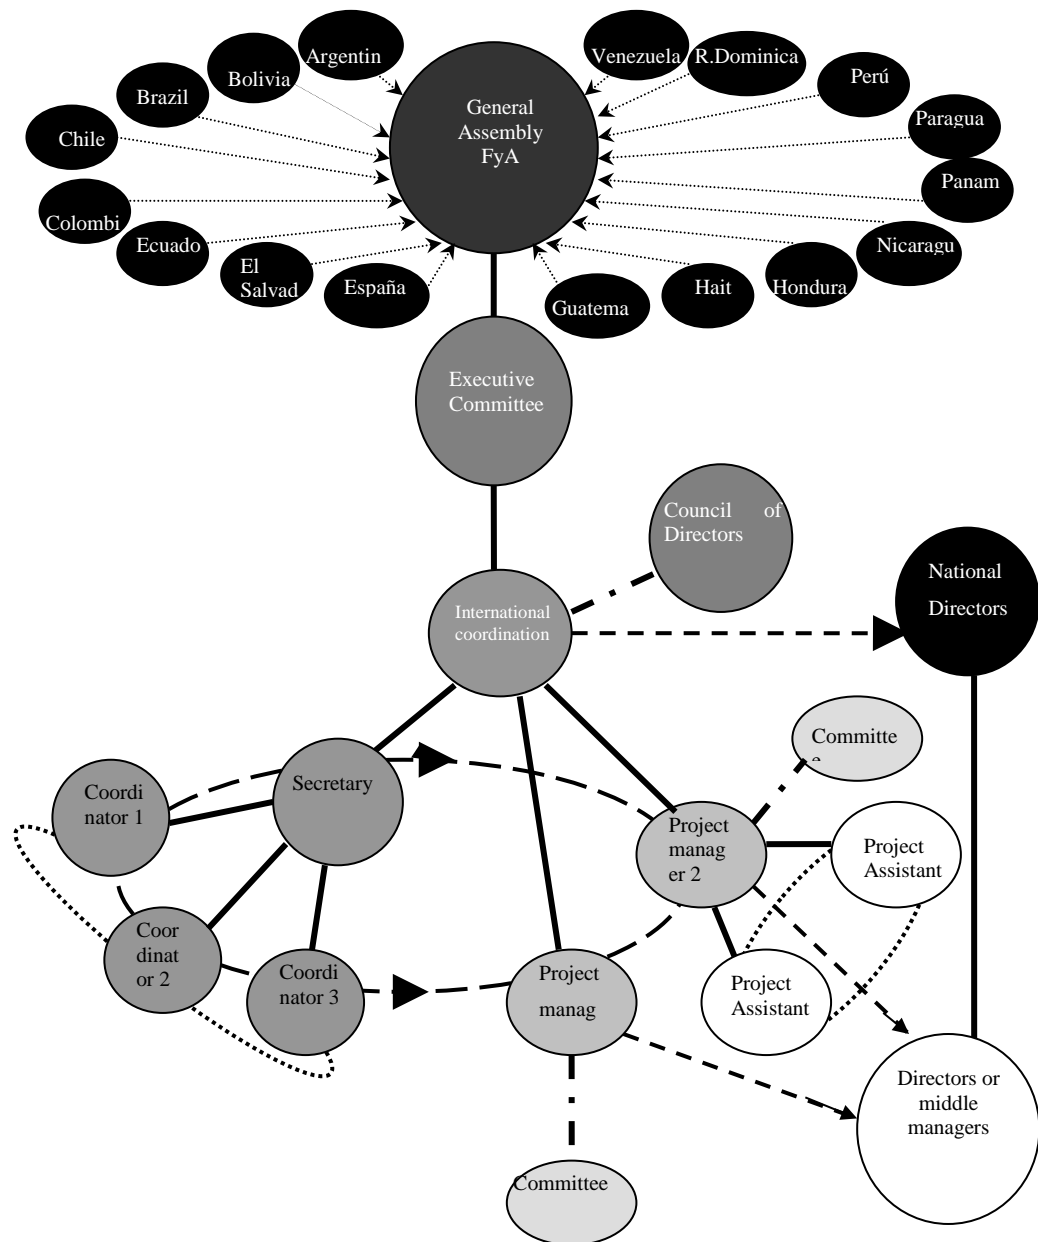 Argentin
Venezuela
R.Dominica
Bolivia
Perú
Brazil
General
Assembly
FyA
Paragua
Chile
Panam
Colombi
Ecuado
Nicaragu
El
Salvad
España
Guatema
Hait
Hondura
Executive
Committee
Council of
Directors
National
Directors
International
coordination
Committe
e
Secretary
Coordi
nator 1
Project
manag
er 2
Project
Assistant
Coor
dinat
or 2
Coordi
nator 3
Project
manag
Project
Assistant
Directors or
middle
managers
Committee